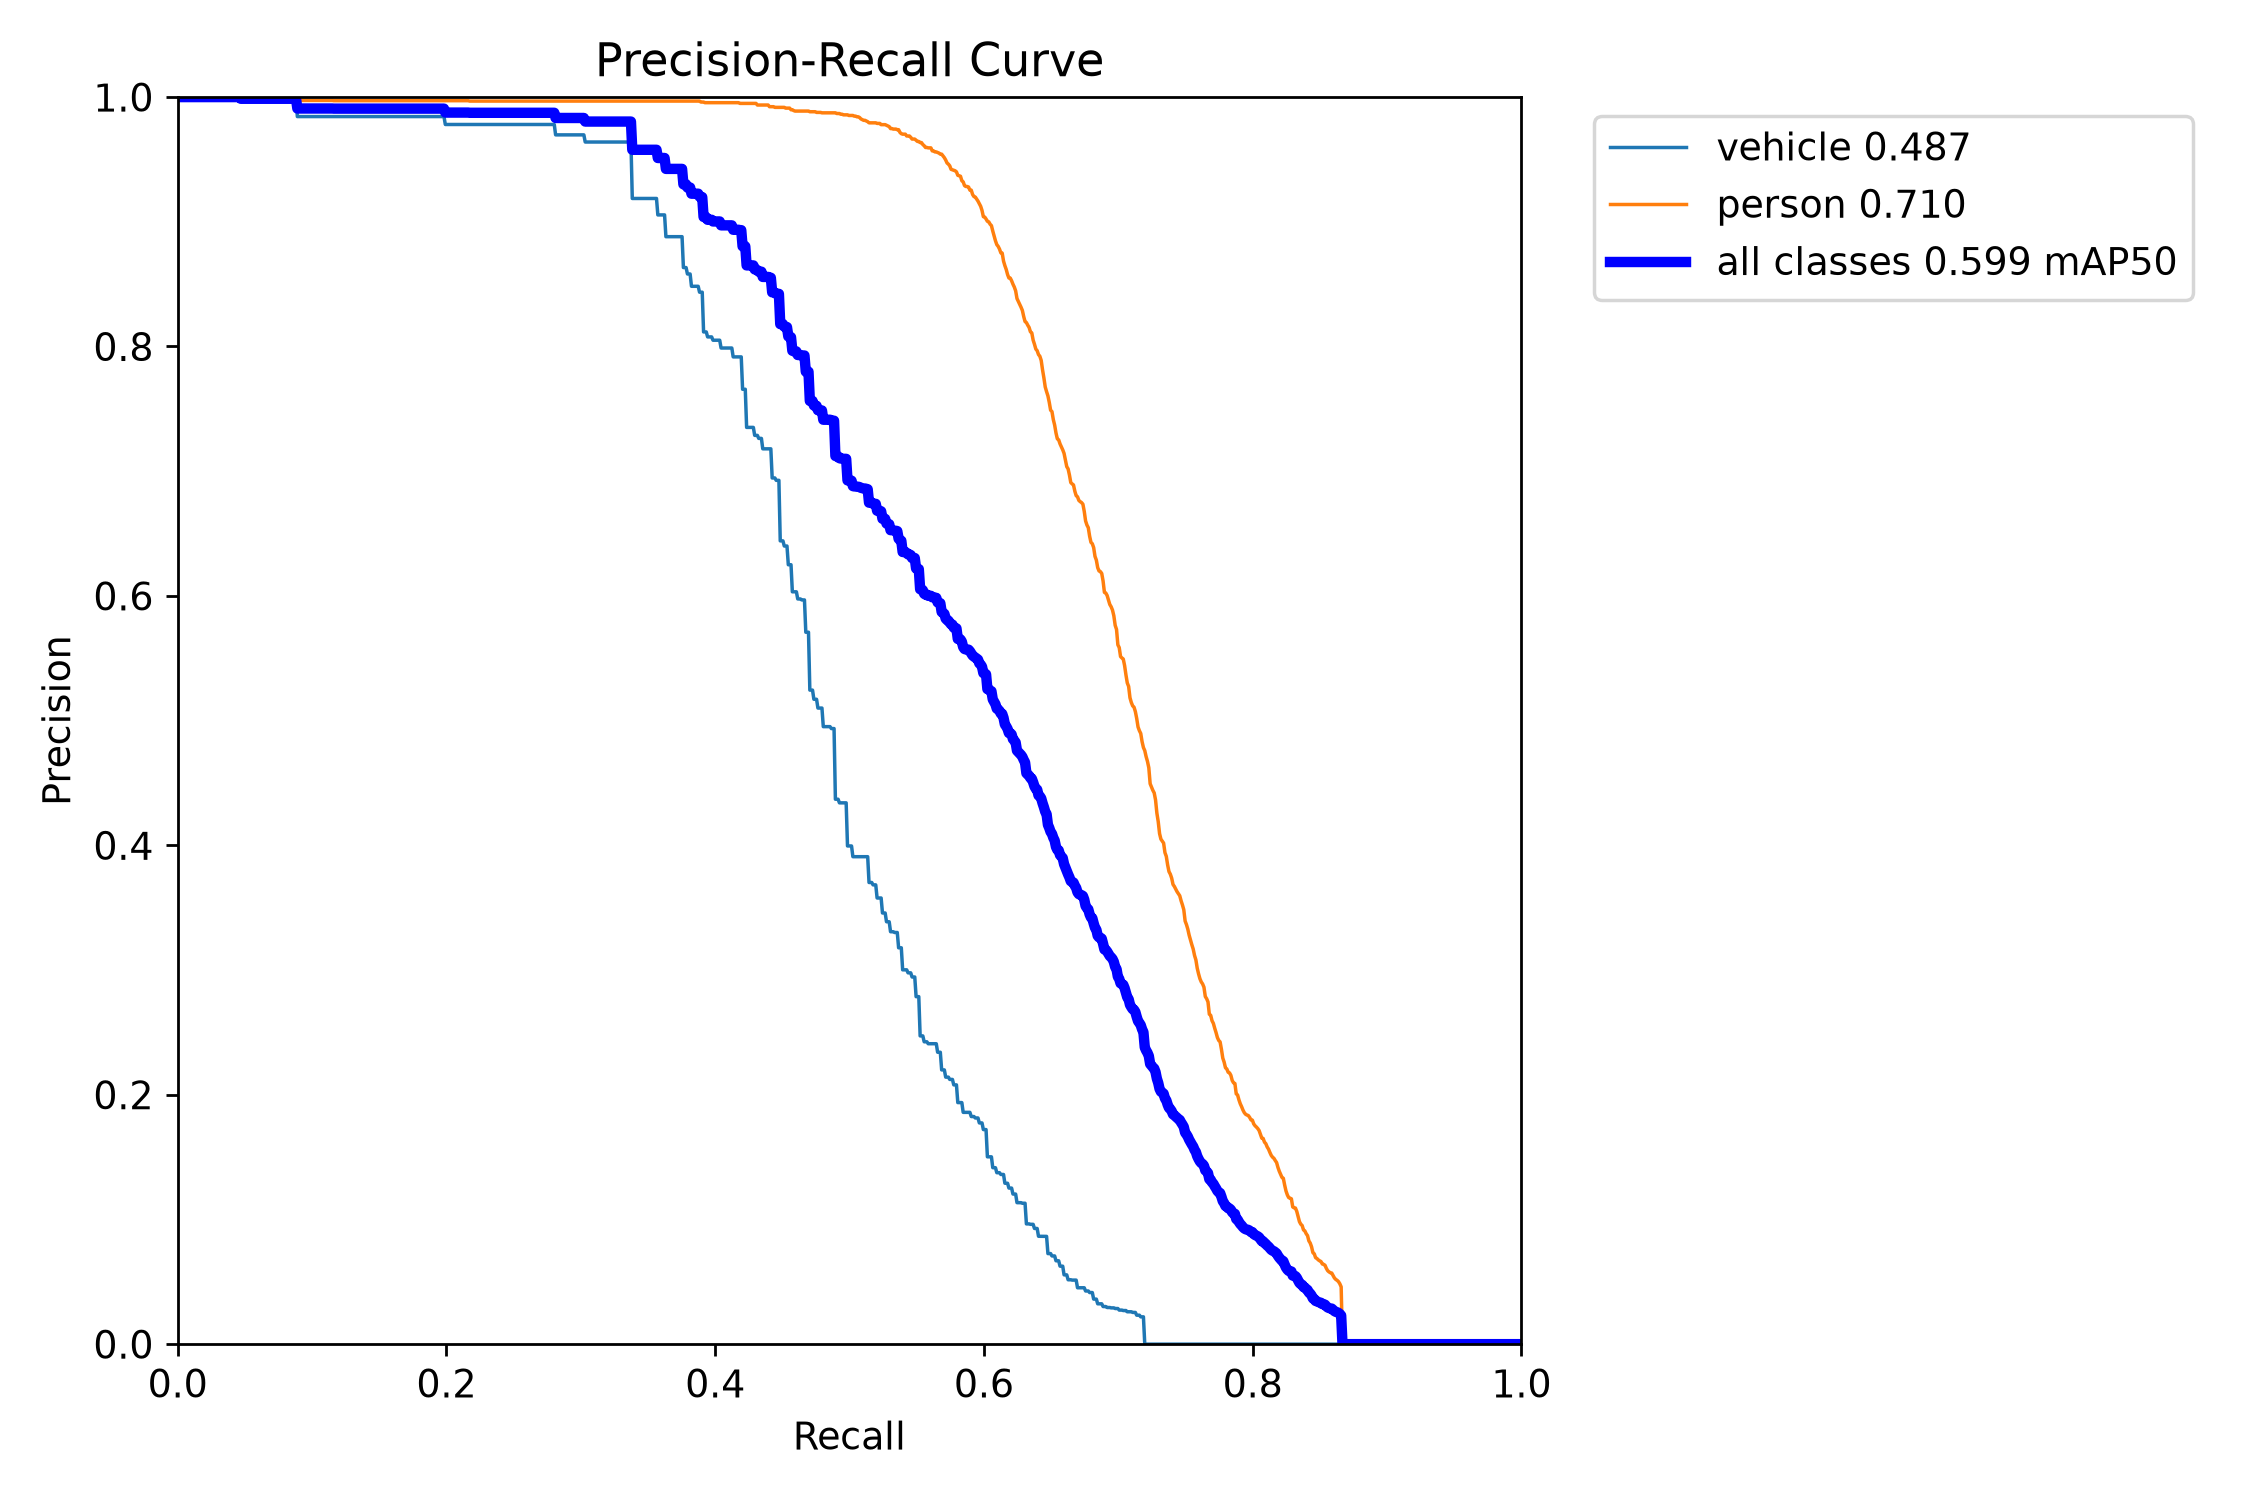 Precision-Recall Curve
1.0
0.8
0.6
0.4
0.2
0.0
Precision
0.0 0.2 0.4 0.6 0.8 1.0
Recall
vehicle 0.487
person 0.710
all classes 0.599 mAP50